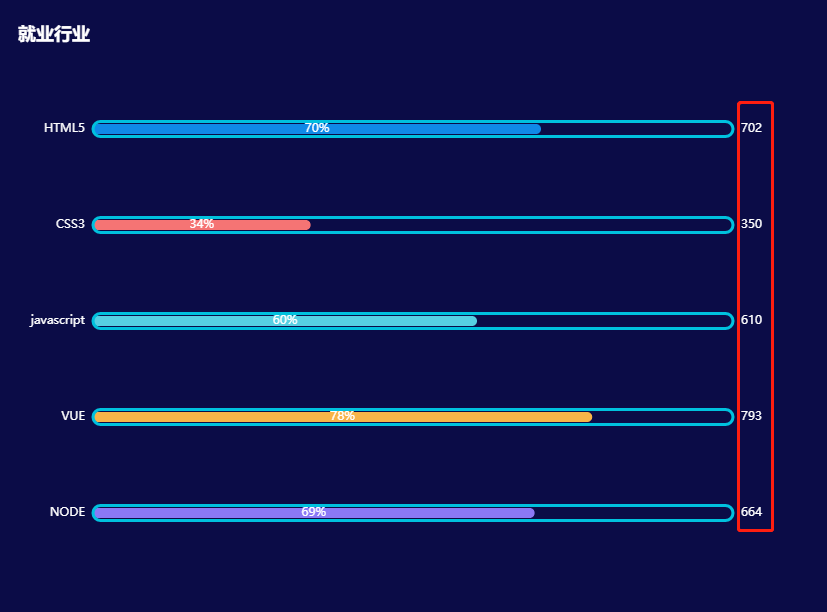 就业行业
HTML5 70% 702
CSS3 34% 350
javascript 60% 610
VUE 78% 793
NODE 69% 664